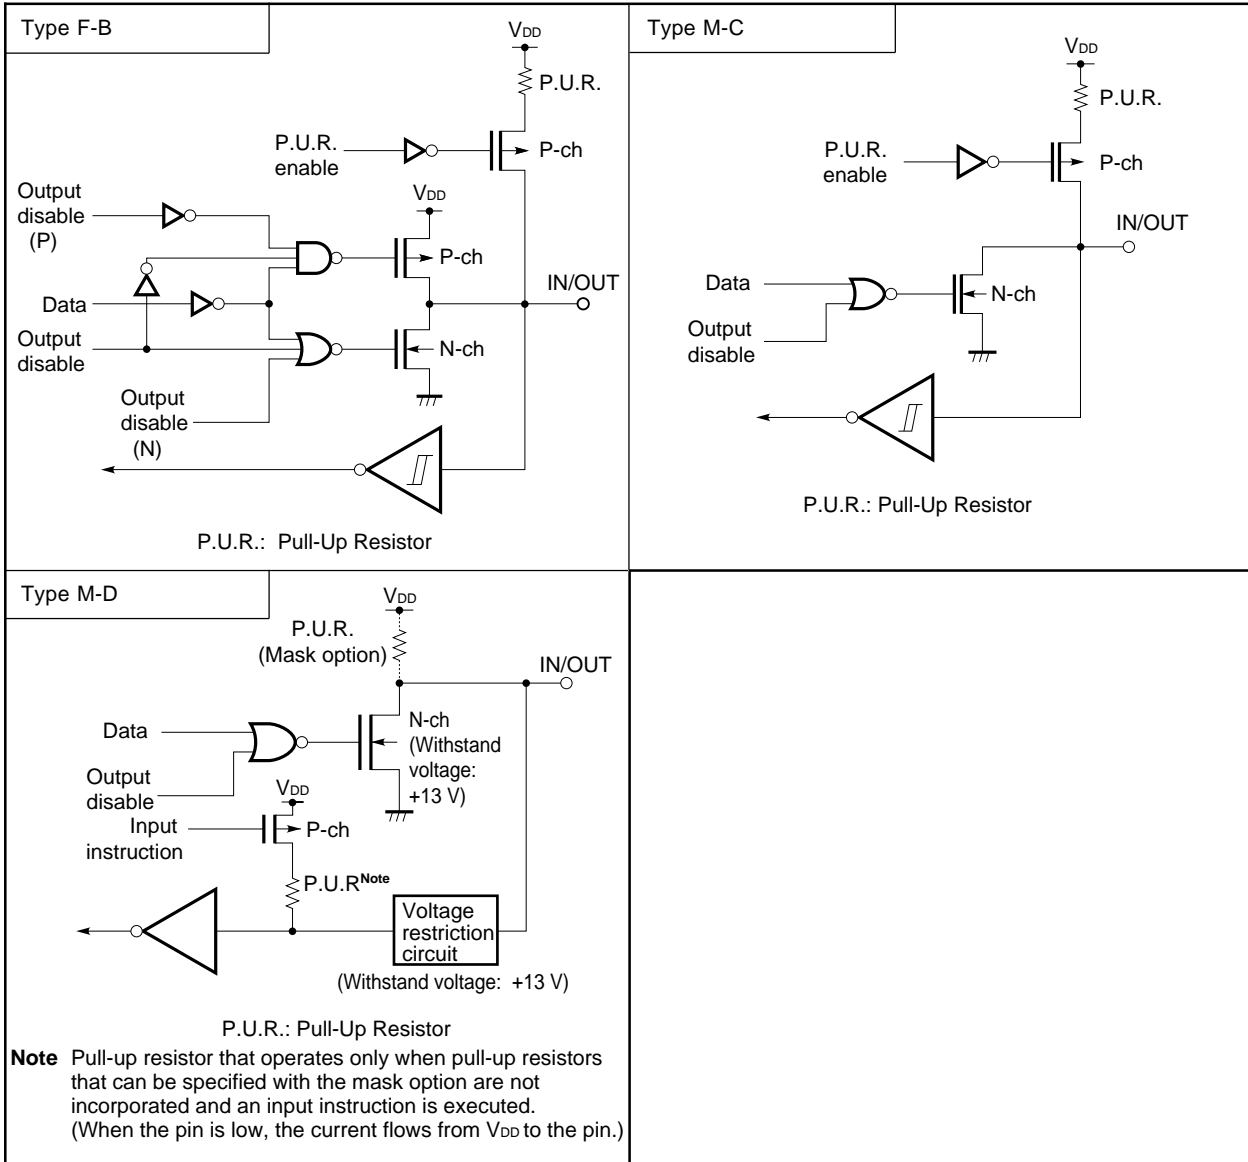 Type F-B
VDD
P.U.R.
P.U.R.
enable
P-ch
Output
disable
(P)
VDD
P-ch
IN/OUT
Data
Output
disable
N-ch
Output
disable
(N)
P.U.R.: Pull-Up Resistor
Type M-C
VDD
P.U.R.
P.U.R.
enable
P-ch
IN/OUT
Data
N-ch
Output
disable
P.U.R.: Pull-Up Resistor
Type M-D
VDD
P.U.R.
(Mask option)
IN/OUT
Data
N-ch
(Withstand
voltage:
+13 V)
Output
disable
VDD
Input
instruction
P-ch
P.U.RNote
Voltage
restriction
circuit
(Withstand voltage: +13 V)
P.U.R.: Pull-Up Resistor
Note Pull-up resistor that operates only when pull-up resistors
that can be specified with the mask option are not
incorporated and an input instruction is executed.
(When the pin is low, the current flows from VDD to the pin.)